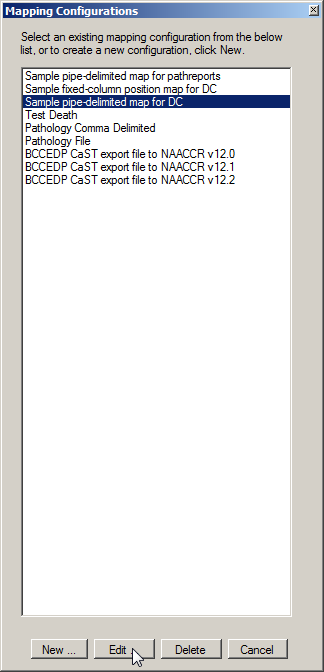 Mapping Configurations
Select an existing mapping configuration from the below
list, or to create a new configuration, click New.
Sample pipe-delimited map for pathreports
Sample fixed-column position map for DC
Sample pipe-delimited map for DC
Test Death
Pathology Comma Delimited
Pathology File
BCCEDP CaST export file to NAACCR v12.0
BCCEDP CaST export file to NAACCR v12.1
BCCEDP CaST export file to NAACCR v12.2
New ... Edit ... Delete Cancel